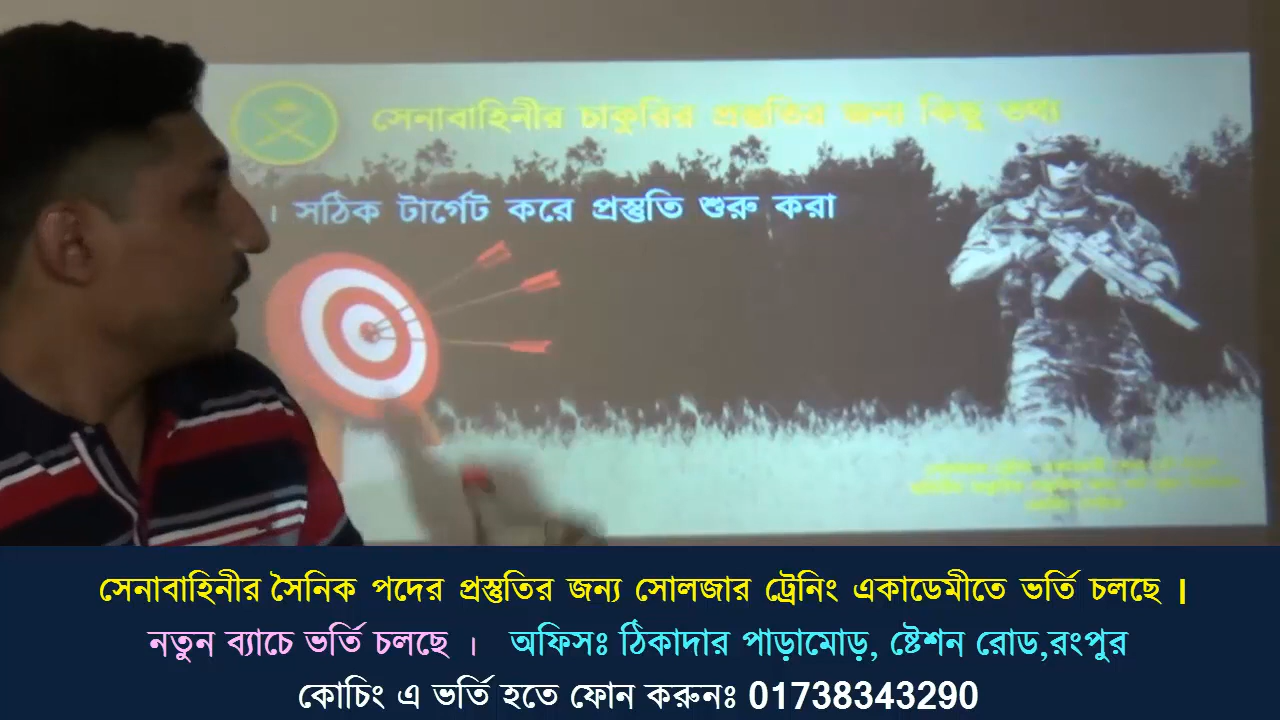 সেনাবাহিনীর চাকুরির প্রস্তুতির জন্য কিছু তথ্য
। সঠিক টার্গেট করে প্রস্তুতি শুরু করা
সেনাবাহিনীর সৈনিক পদের প্রস্তুতির জন্য সোলজার ট্রেনিং একাডেমীতে ভর্তি চলছে ।
নতুন ব্যাচে ভর্তি চলছে । অফিসঃ ঠিকাদার পাড়ামোড়, ষ্টেশন রোড,রংপুর
কোচিং এ ভর্তি হতে ফোন করুনঃ 01738343290